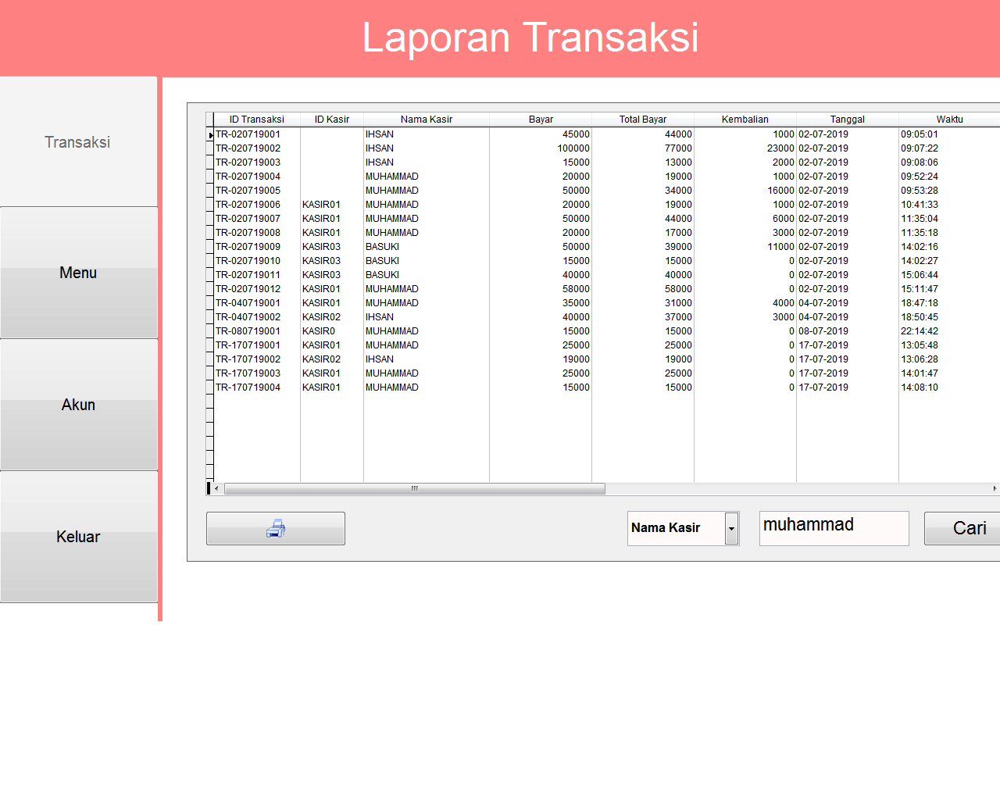 Laporan Transaksi
Transaksi
Menu
Akun
Keluar
ID Transaksi ID Kasir Nama Kasir Bayar Total Bayar Kembalian Tanggal Waktu
TR-020719001 IHSAN 45000 44000 1000 02-07-2019 09:05:01
TR-020719002 IHSAN 100000 77000 23000 02-07-2019 09:07:22
TR-020719003 IHSAN 15000 13000 2000 02-07-2019 09:08:06
TR-020719004 MUHAMMAD 20000 19000 1000 02-07-2019 09:52:24
TR-020719005 MUHAMMAD 50000 34000 16000 02-07-2019 09:53:28
TR-020719006 KASIR01 MUHAMMAD 20000 19000 1000 02-07-2019 10:41:33
TR-020719007 KASIR01 MUHAMMAD 50000 44000 6000 02-07-2019 11:35:04
TR-020719008 KASIR01 MUHAMMAD 20000 17000 3000 02-07-2019 11:35:18
TR-020719009 KASIR03 BASUKI 50000 39000 11000 02-07-2019 14:02:16
TR-020719010 KASIR03 BASUKI 15000 15000 0 02-07-2019 14:02:27
TR-020719011 KASIR03 BASUKI 40000 40000 0 02-07-2019 15:06:44
TR-020719012 KASIR01 MUHAMMAD 58000 58000 0 02-07-2019 15:11:47
TR-040719001 KASIR01 MUHAMMAD 35000 31000 4000 04-07-2019 18:47:18
TR-040719002 KASIR02 IHSAN 40000 37000 3000 04-07-2019 18:50:45
TR-080719001 KASIR0 MUHAMMAD 15000 15000 0 08-07-2019 22:14:42
TR-170719001 KASIR01 MUHAMMAD 25000 25000 0 17-07-2019 13:05:48
TR-170719002 KASIR02 IHSAN 19000 19000 0 17-07-2019 13:06:28
TR-170719003 KASIR01 MUHAMMAD 25000 25000 0 17-07-2019 14:01:47
TR-170719004 KASIR01 MUHAMMAD 15000 15000 0 17-07-2019 14:08:10
Nama Kasir muhammad Cari